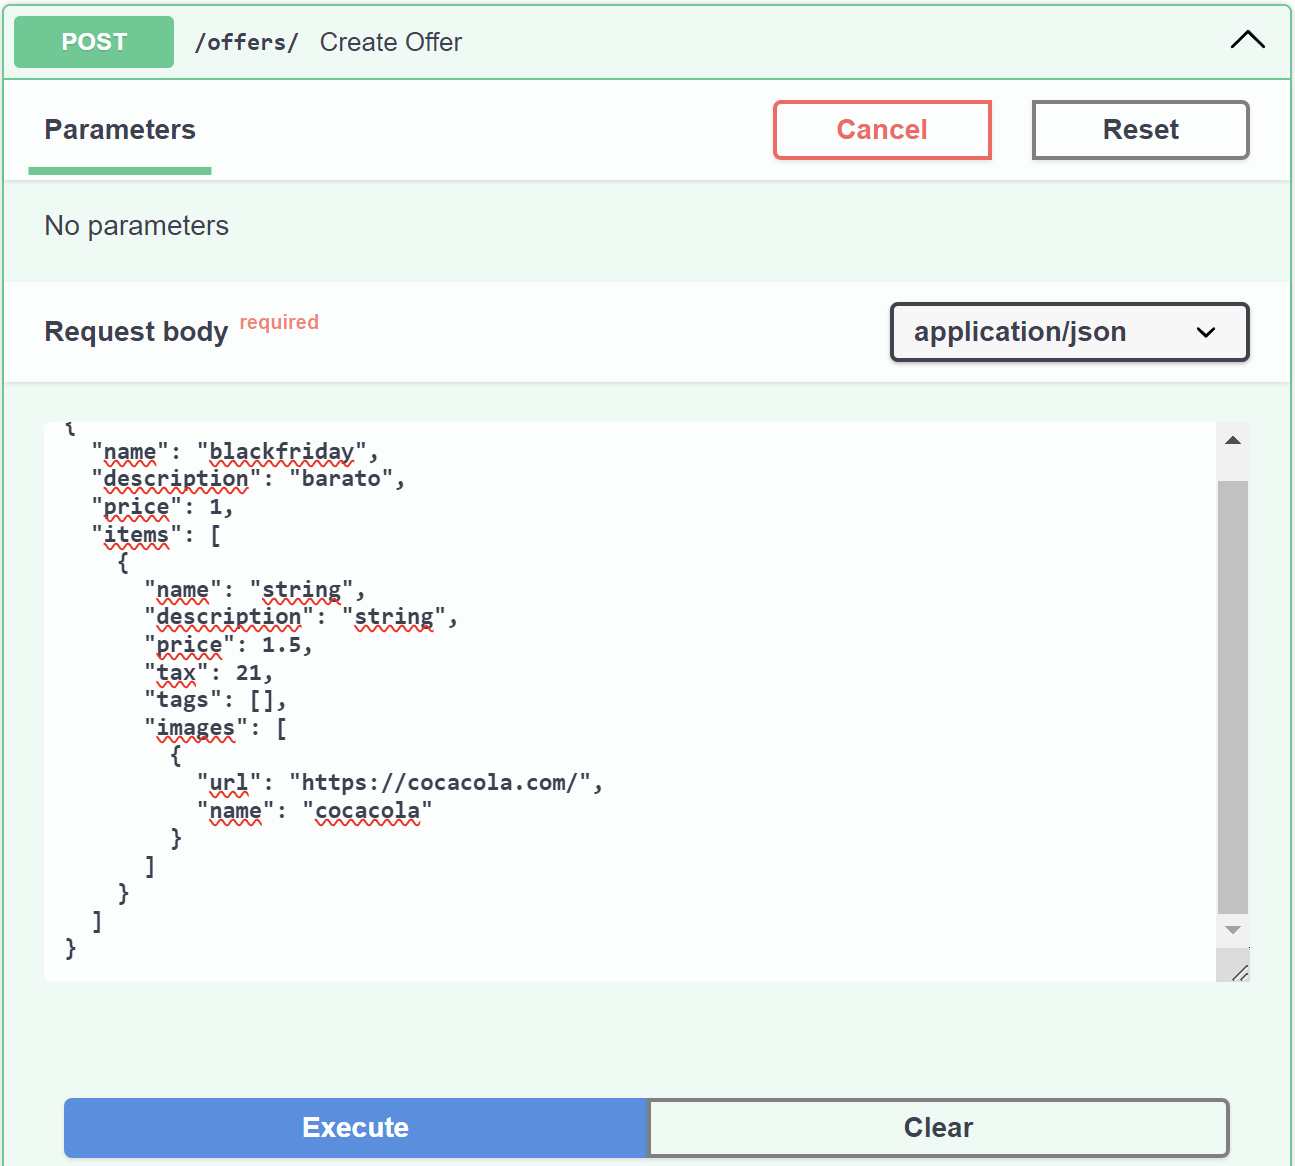 POST /offers/ Create Offer
Parameters Cancel Reset
No parameters
Request body required application/json
{
  "name": "blackfriday",
  "description": "barato",
  "price": 1,
  "items": [
    {
      "name": "string",
      "description": "string",
      "price": 1.5,
      "tax": 21,
      "tags": [],
      "images": [
        {
          "url": "https://cocacola.com/",
          "name": "cocacola"
        }
      ]
    }
  ]
}
Execute Clear